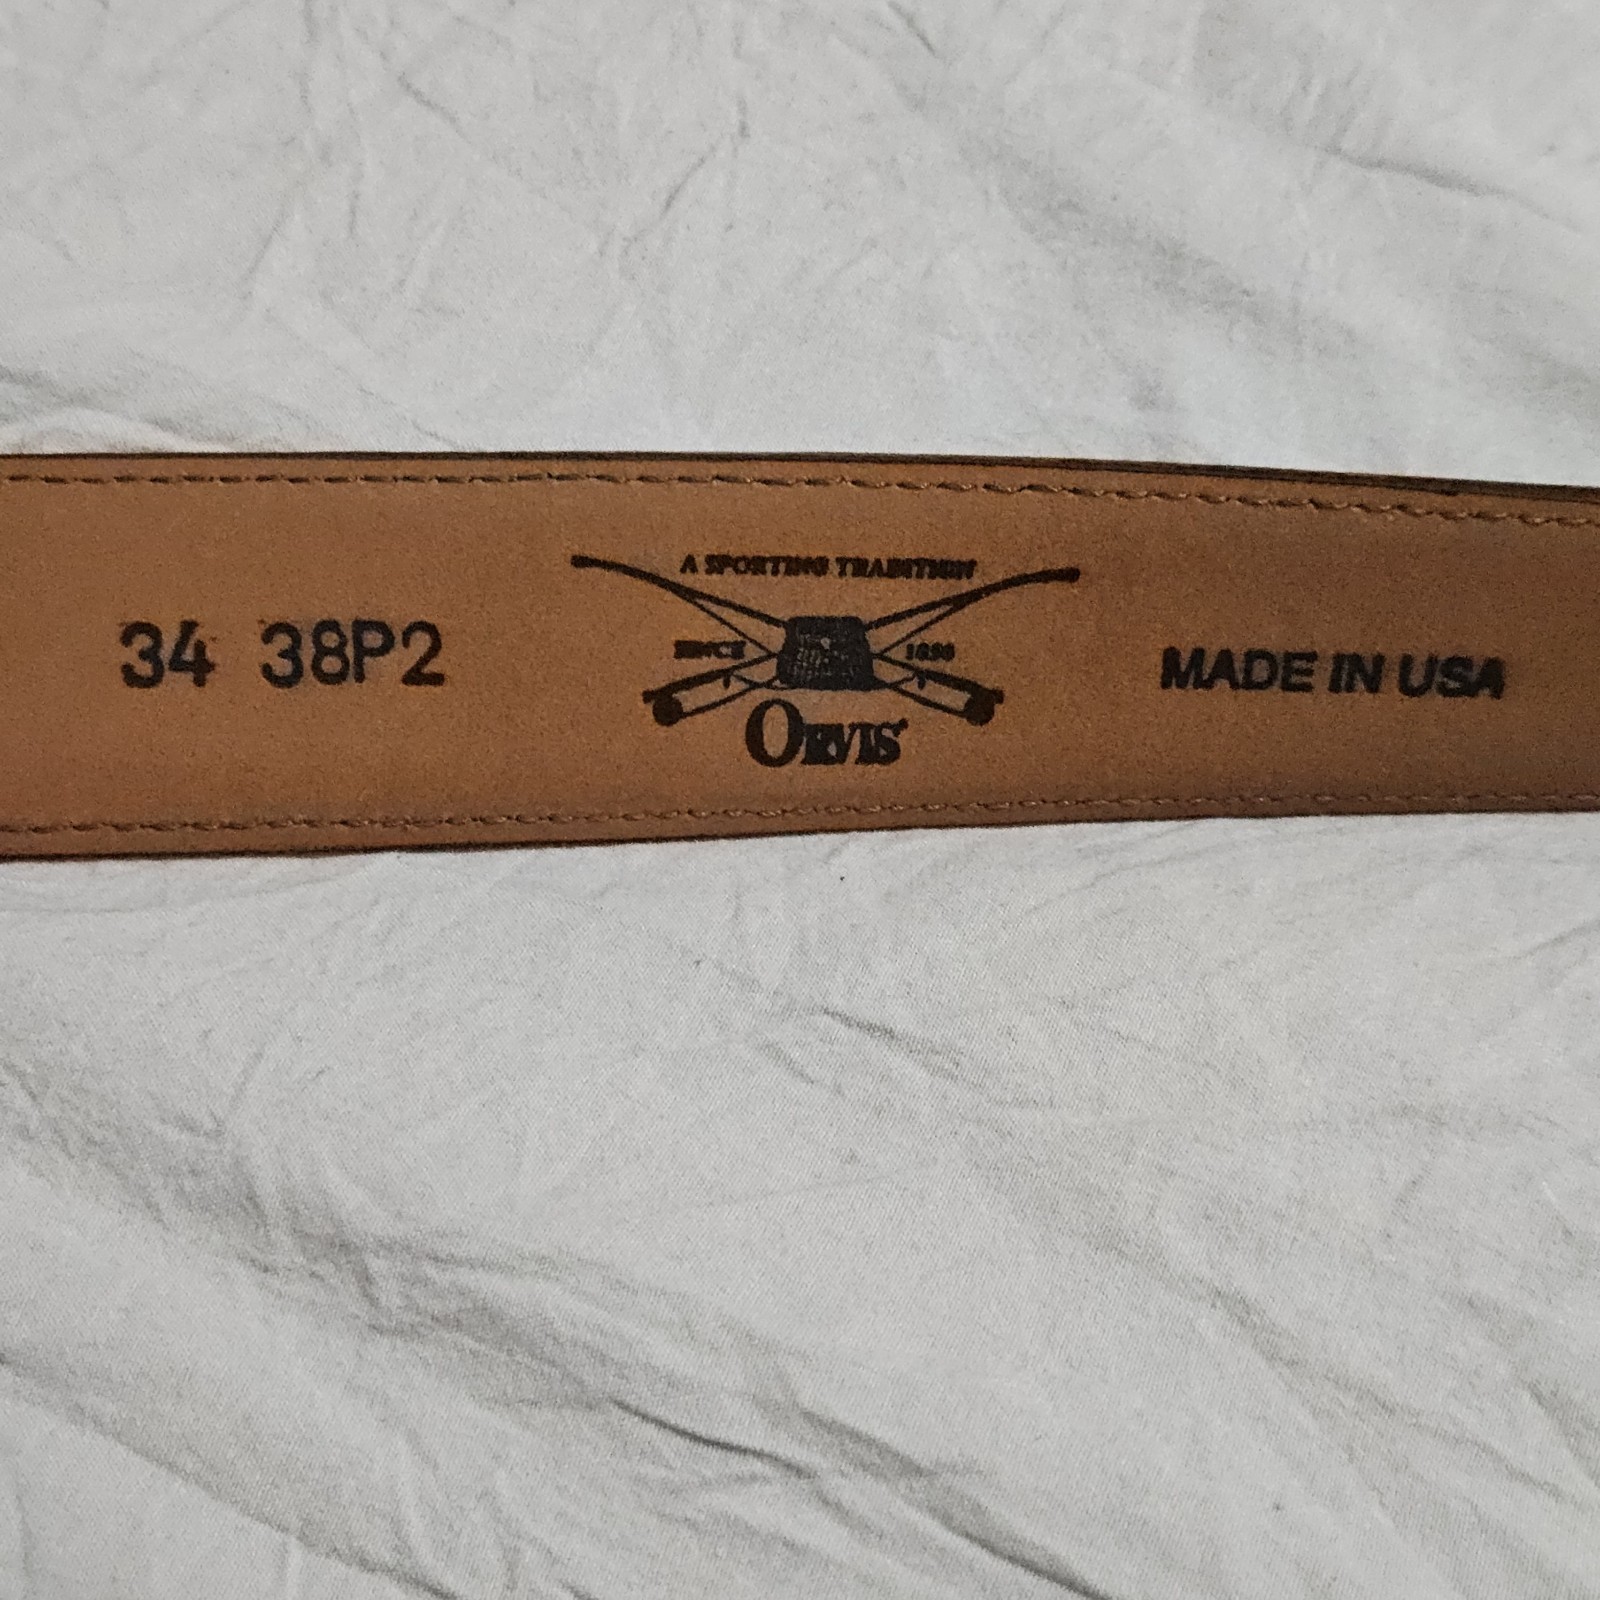 A SPORTING TRADITION
34 38P2
SINCE 1856
MADE IN USA
ORVIS